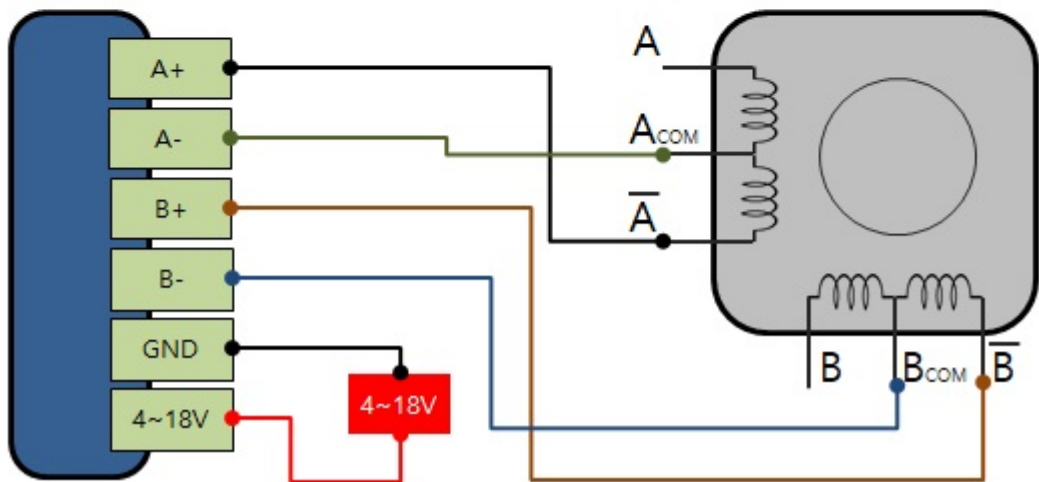 A+
A-
B+
B-
GND
4~18V
4~18V
A
ACOM
A̅
B
BCOM
B̅